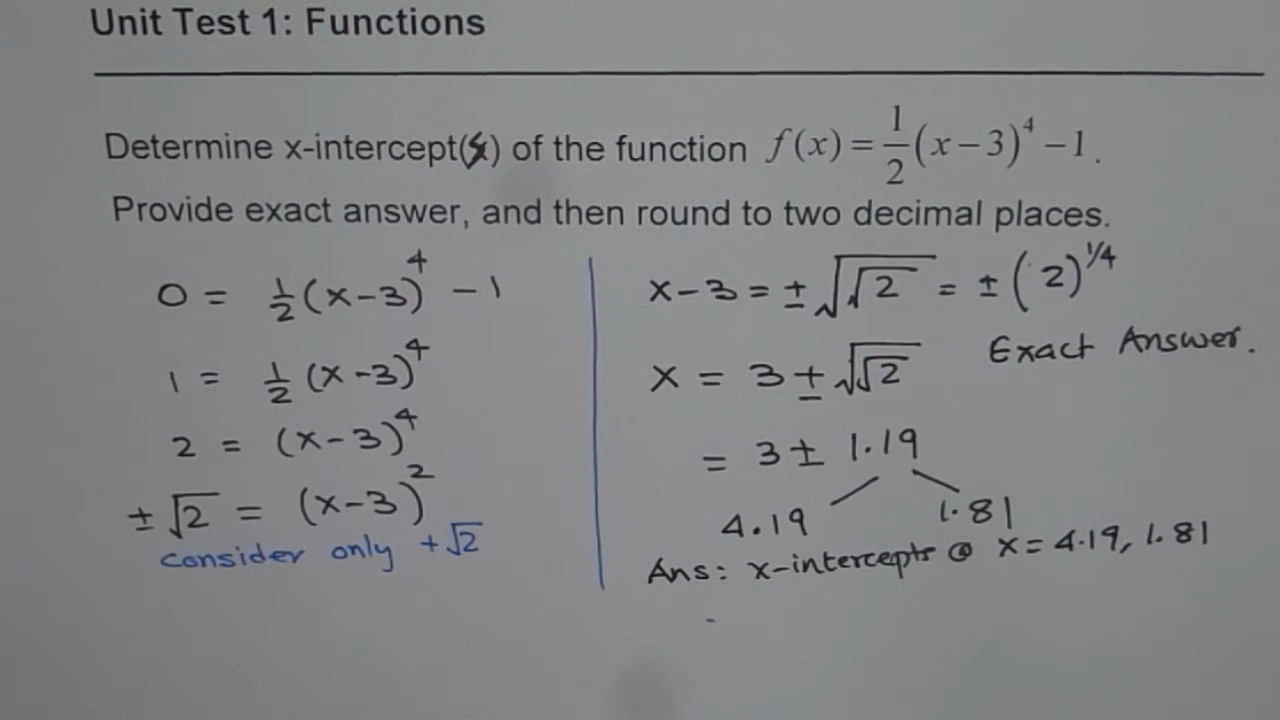 Unit Test 1: Functions
Determine x-intercept(s) of the function f(x) = 1/2 (x−3)⁴ −1.
Provide exact answer, and then round to two decimal places.
0 = 1/2 (x−3)⁴ − 1
1 = 1/2 (x−3)⁴
2 = (x−3)⁴
±√2 = (x−3)²
consider only +√2
x−3 = ±√√2 = ±(2)^1/4
Exact Answer.
x = 3 ± √√2
= 3 ± 1.19
4.19 1.81
Ans: x-intercepts @ x = 4.19, 1.81